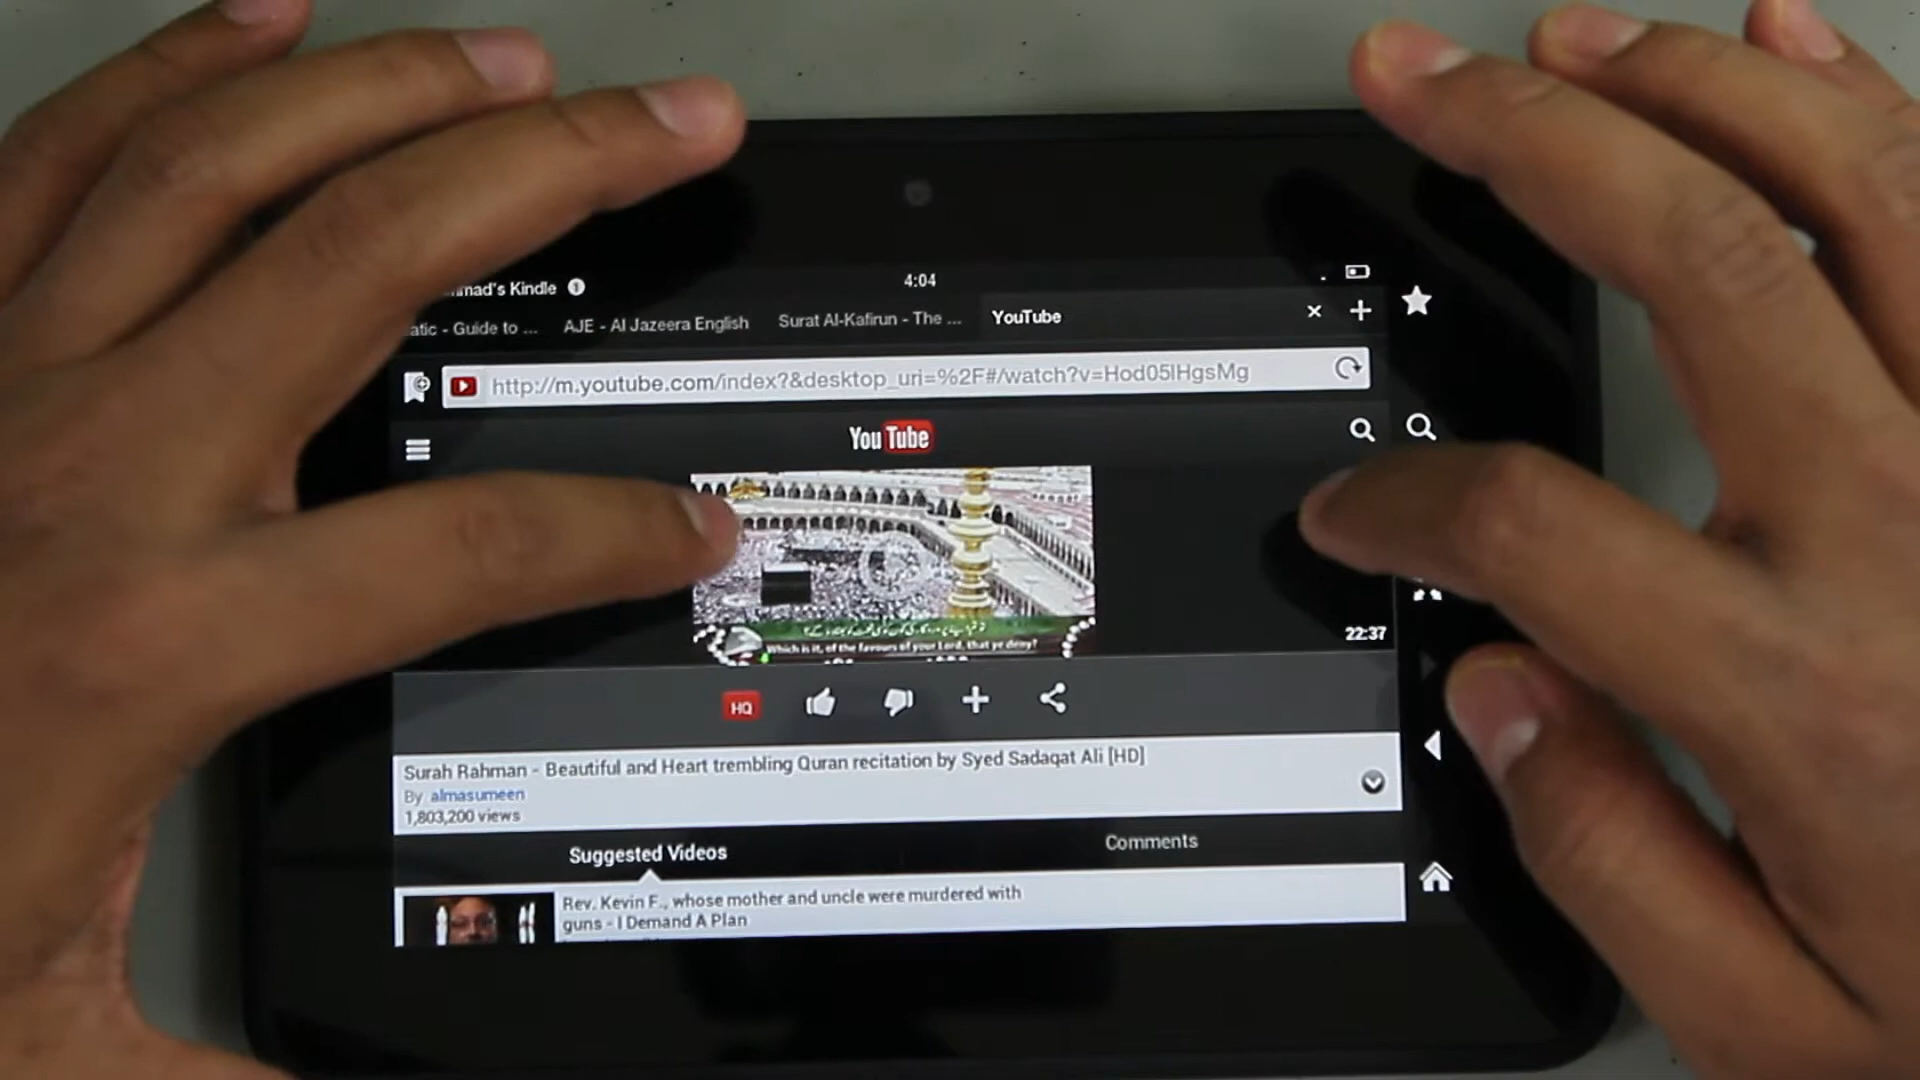 mad's Kindle 1
4:04
atic - Guide to ...
AJE - Al Jazeera English
Surat Al-Kafirun - The ...
YouTube
http://m.youtube.com/index?&desktop_uri=%2F#/watch?v=Hod05lHgsMg
YouTube
Which is it, of the favours of your Lord, that ye deny?
22:37
HQ
Surah Rahman - Beautiful and Heart trembling Quran recitation by Syed Sadaqat Ali [HD]
By almasumeen
1,803,200 views
Suggested Videos
Comments
Rev. Kevin F., whose mother and uncle were murdered with
guns - I Demand A Plan